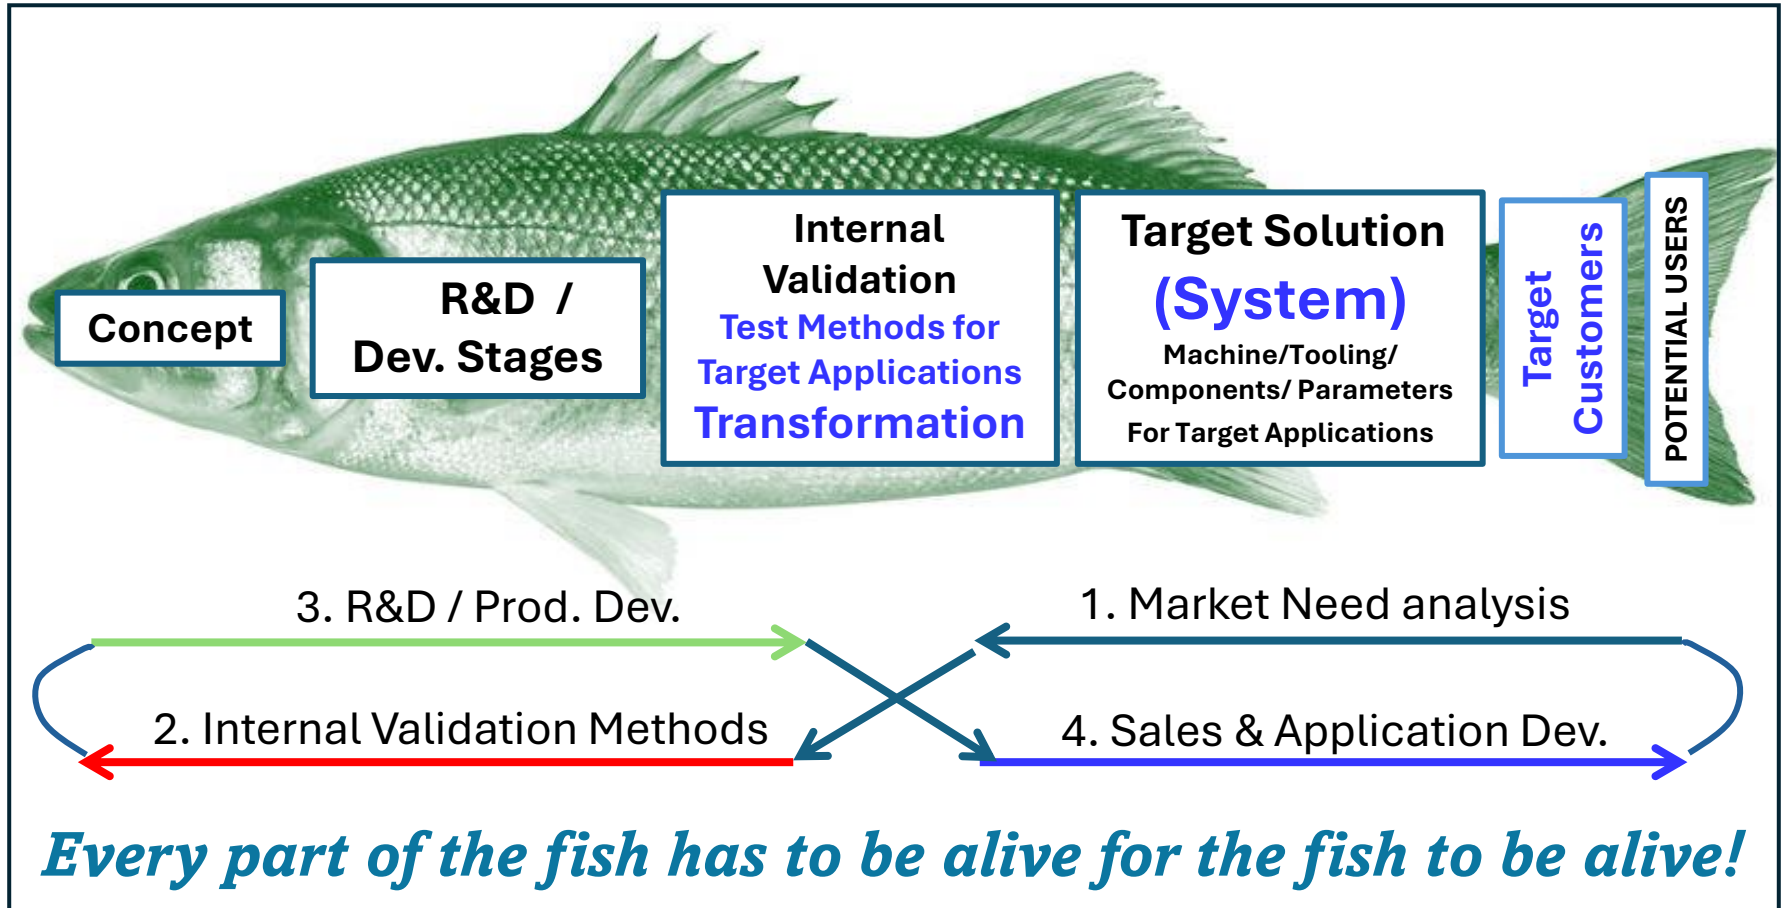 Concept
R&D /
Dev. Stages
Internal
Validation
Test Methods for
Target Applications
Transformation
Target Solution
(System)
Machine/Tooling/
Components/ Parameters
For Target Applications
Target
Customers
POTENTIAL USERS
3. R&D / Prod. Dev.
1. Market Need analysis
2. Internal Validation Methods
4. Sales & Application Dev.
Every part of the fish has to be alive for the fish to be alive!